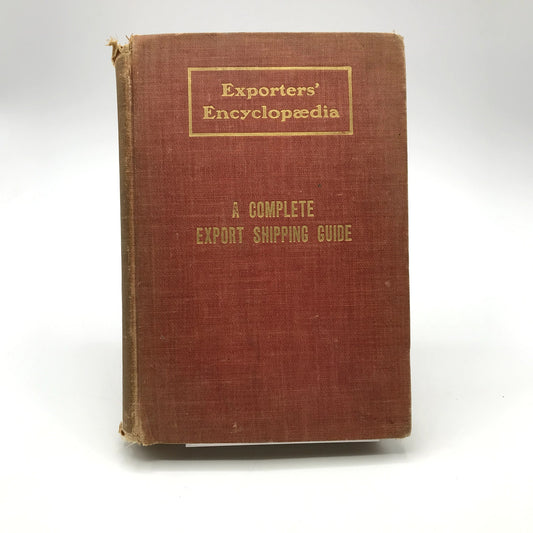 Exporters'
Encyclopædia
A COMPLETE
EXPORT SHIPPING GUIDE